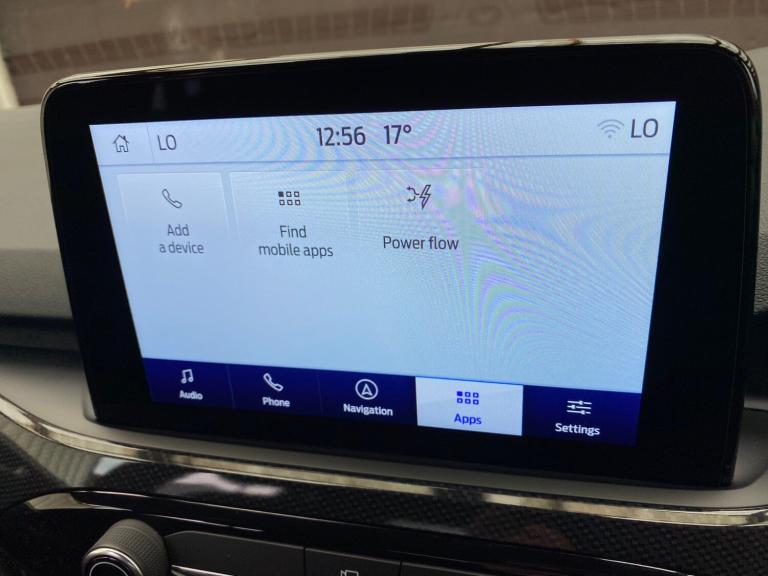 LO 12:56 17° LO
Add
a device
Find
mobile apps
Power flow
Audio
Phone
Navigation
Apps
Settings